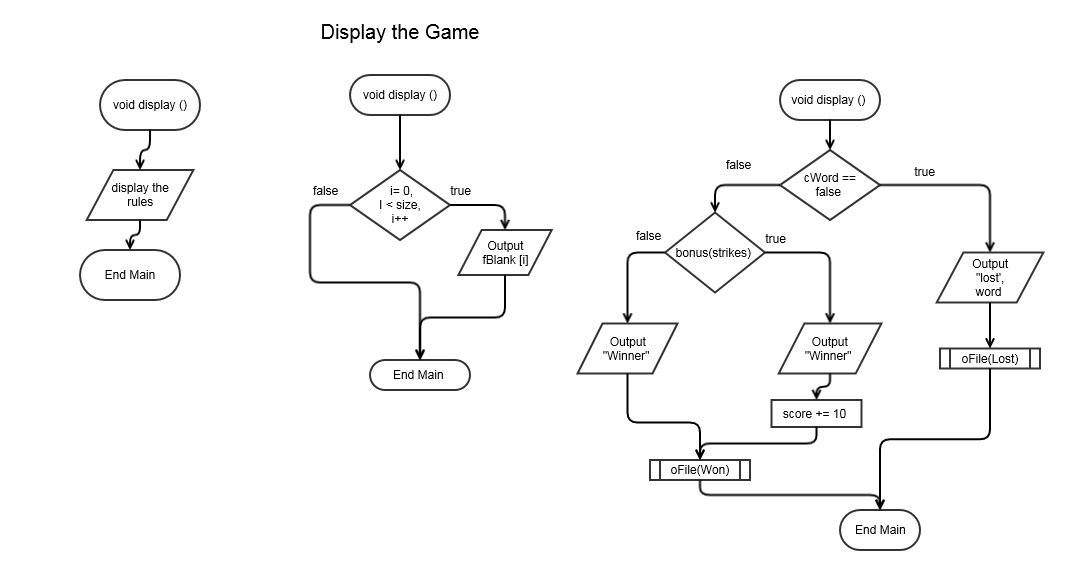 Display the Game
void display ()
display the
rules
End Main
void display ()
false
true
i= 0,
I < size,
i++
Output
fBlank [i]
End Main
void display ()
false
true
cWord ==
false
false
true
bonus(strikes)
Output
"lost',
word
Output
"Winner"
Output
"Winner"
oFile(Lost)
score += 10
oFile(Won)
End Main